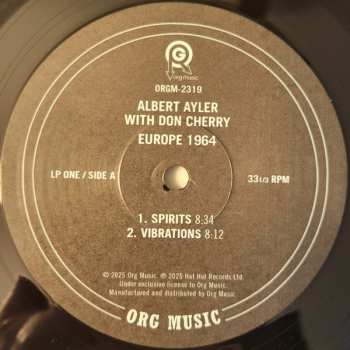 org music
ORGM-2319
ALBERT AYLER
WITH DON CHERRY
EUROPE 1964
LP ONE / SIDE A 33 1/3 RPM
1. SPIRITS 8:34
2. VIBRATIONS 8:12
© 2025 Org Music. ℗ 2025 Hat Hut Records Ltd.
Under exclusive license to Org Music.
Manufactured and distributed by Org Music.
ORG MUSIC